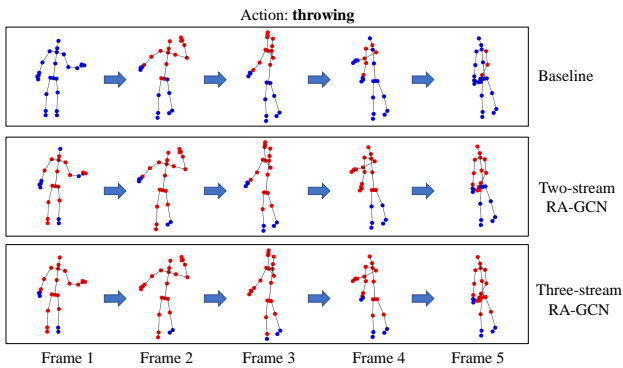 Action: throwing
Baseline
Two-stream
RA-GCN
Three-stream
RA-GCN
Frame 1 Frame 2 Frame 3 Frame 4 Frame 5